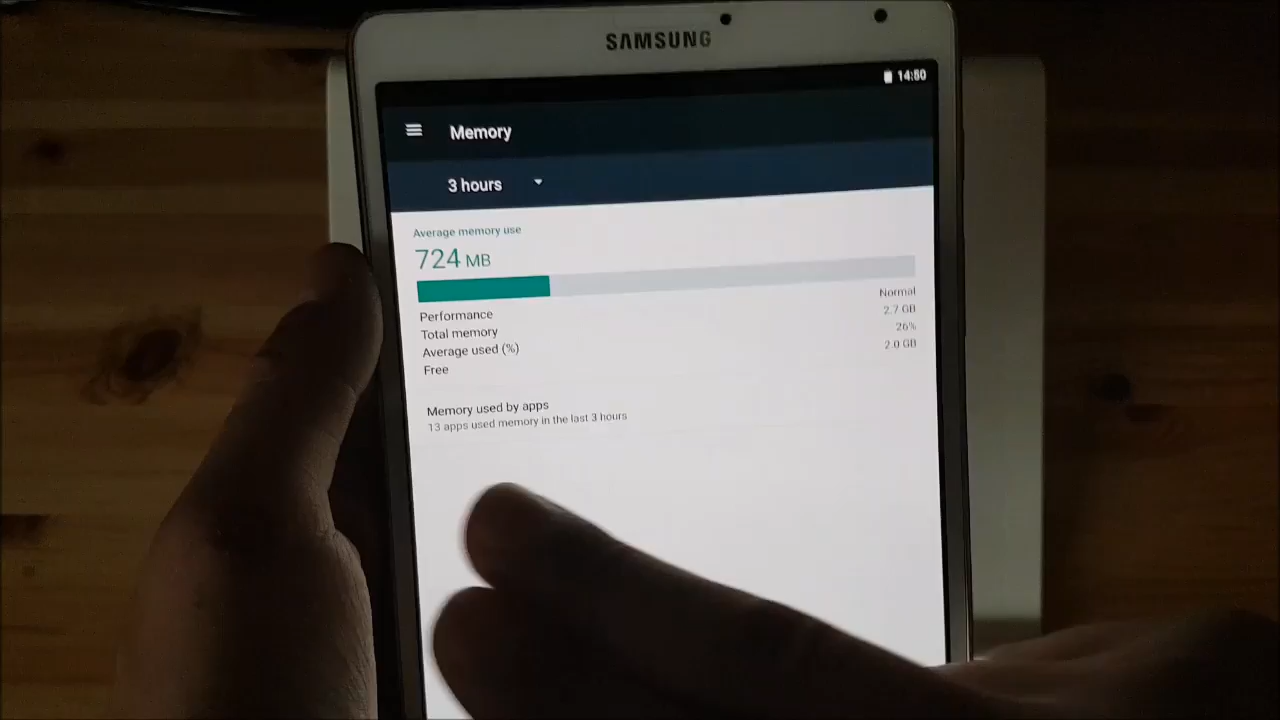 SAMSUNG
14:50
Memory
3 hours
Average memory use
724 MB
Performance Normal
Total memory 2.7 GB
Average used (%) 26%
Free 2.0 GB
Memory used by apps
13 apps used memory in the last 3 hours